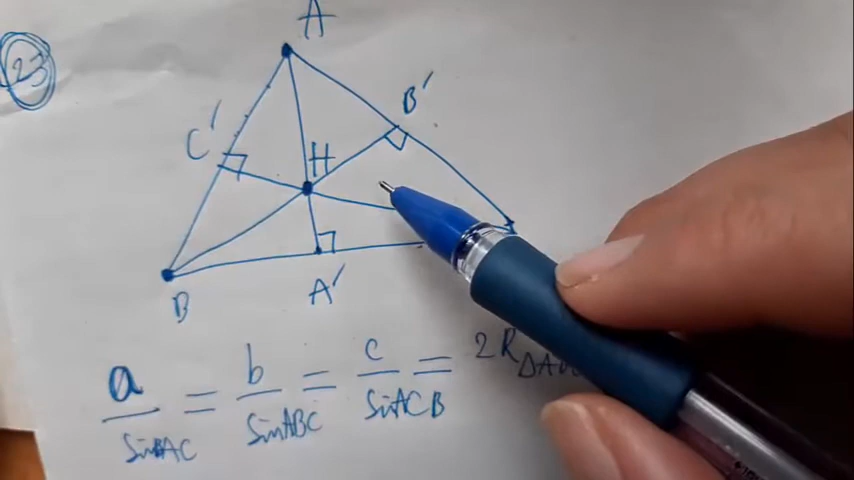 23
A
B'
C'
H
B
A'
a/SinBAC = b/SinABC = c/SinACB = 2R